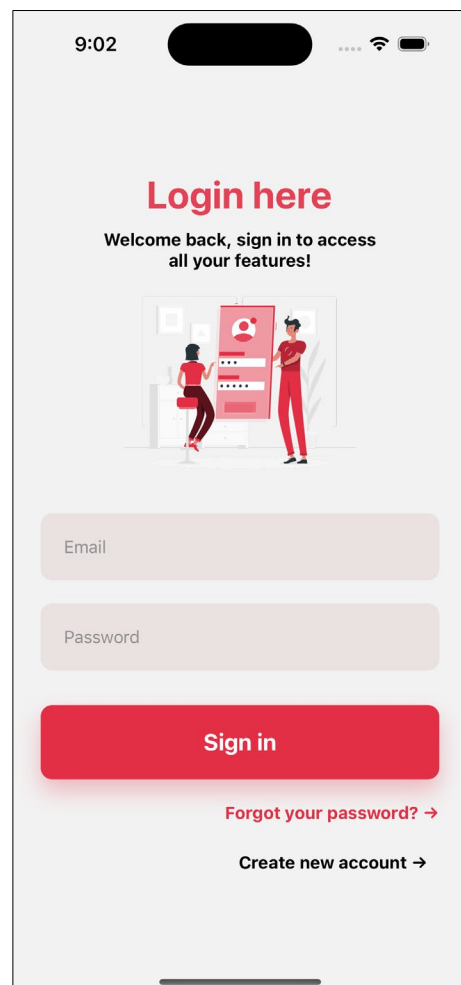 9:02
Login here
Welcome back, sign in to access
all your features!
Email
Password
Sign in
Forgot your password? →
Create new account →